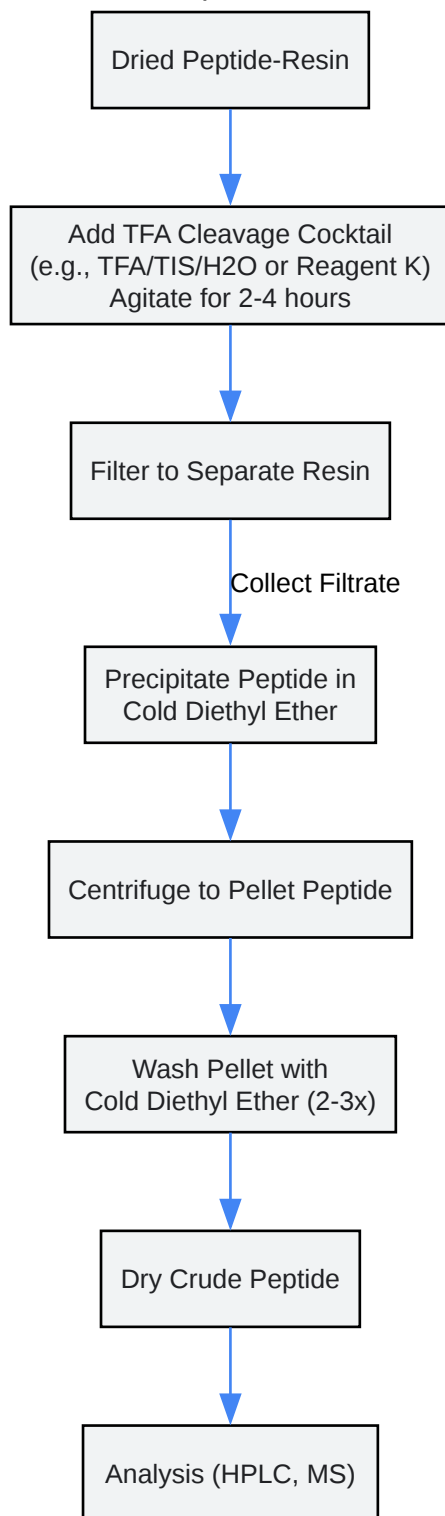 Dried Peptide-Resin
Add TFA Cleavage Cocktail
(e.g., TFA/TIS/H2O or Reagent K)
Agitate for 2-4 hours
Filter to Separate Resin
Collect Filtrate
Precipitate Peptide in
Cold Diethyl Ether
Centrifuge to Pellet Peptide
Wash Pellet with
Cold Diethyl Ether (2-3x)
Dry Crude Peptide
Analysis (HPLC, MS)